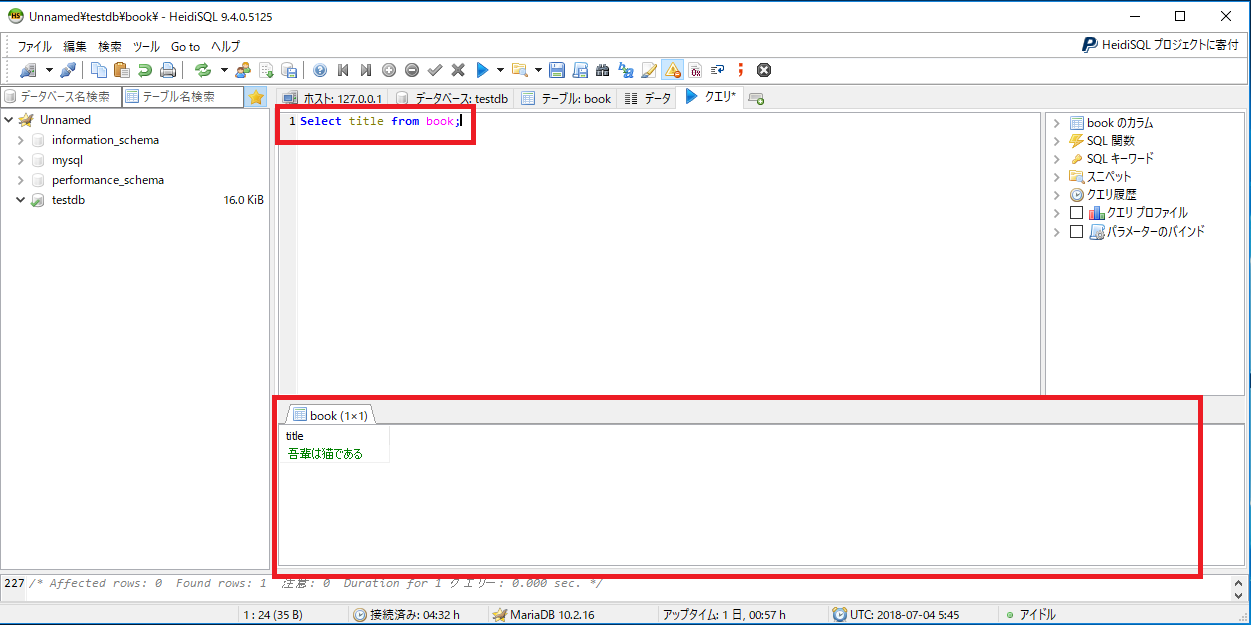 Unnamed¥testdb¥book¥ - HeidiSQL 9.4.0.5125
ファイル 編集 検索 ツール Go to ヘルプ
HeidiSQL プロジェクトに寄付
データベース名検索 テーブル名検索
ホスト: 127.0.0.1 データベース: testdb テーブル: book データ クエリ*
Unnamed
information_schema
mysql
performance_schema
testdb 16.0 KiB
1 Select title from book;
book のカラム
SQL 関数
SQL キーワード
スニペット
クエリ履歴
クエリ プロファイル
パラメーターのバインド
book (1×1)
title
吾輩は猫である
227 /* Affected rows: 0 Found rows: 1 注意: 0 Duration for 1 クエリー: 0.000 sec. */
1 : 24 (35 B) 接続済み: 04:32 h MariaDB 10.2.16 アップタイム: 1 日, 00:57 h UTC: 2018-07-04 5:45 アイドル